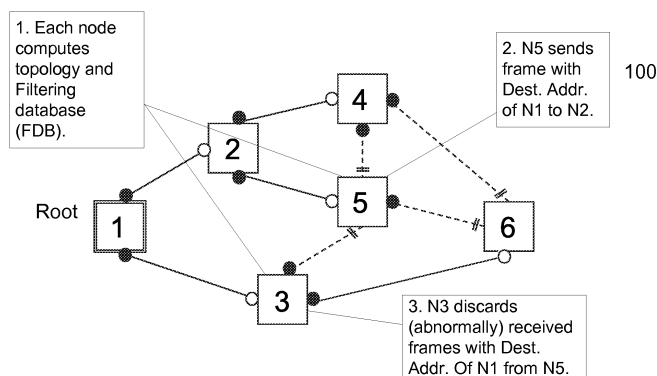 1. Each node
computes
topology and
Filtering
database
(FDB).
2. N5 sends
frame with
Dest. Addr.
of N1 to N2.
100
4
2
5
Root
1
6
3
3. N3 discards
(abnormally) received
frames with Dest.
Addr. Of N1 from N5.